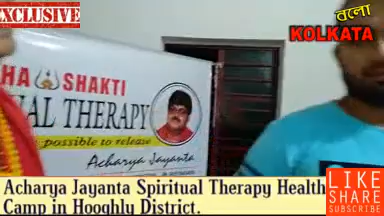 EXCLUSIVE
বলো
KOLKATA
HA SHAKTI
UAL THERAPY
possible to release
Acharya Jayanta
Acharya Jayanta Spiritual Therapy Health
Camp in Hooghly District.
LIKE
SHARE
SUBSCRIBE